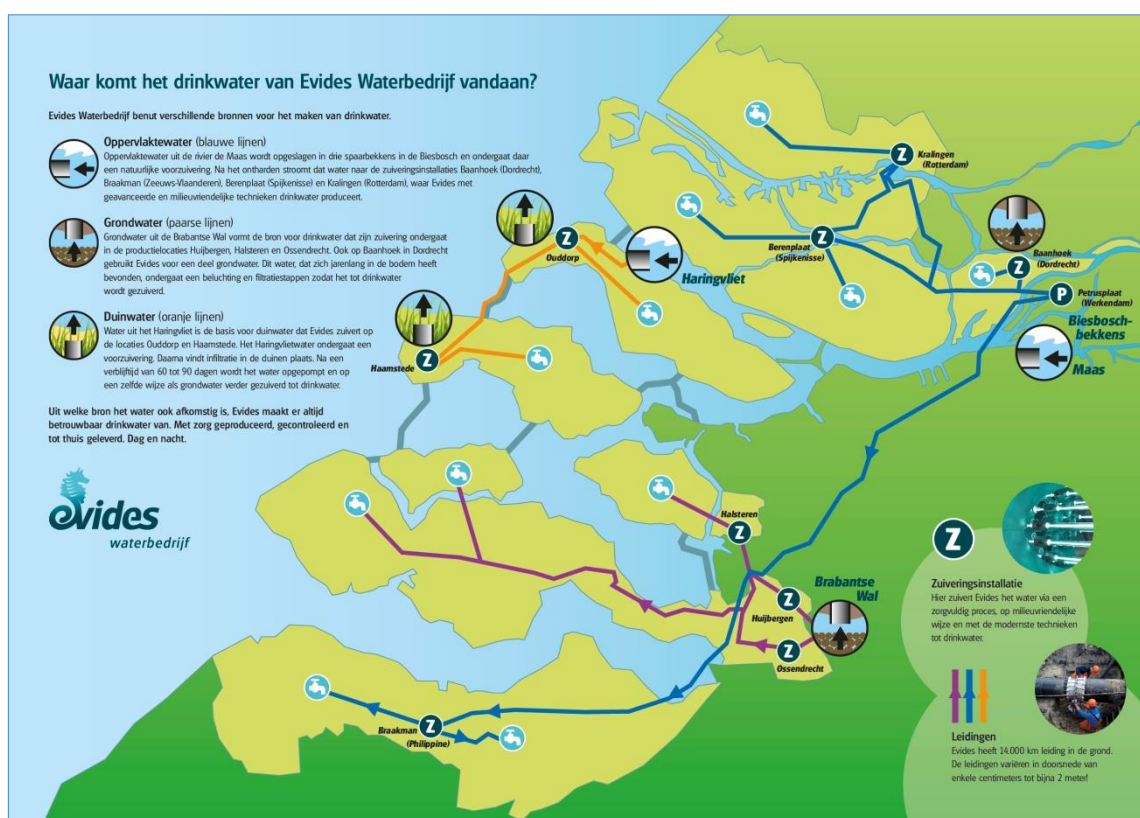 Waar komt het drinkwater van Evides Waterbedrijf vandaan?
Evides Waterbedrijf benut verschillende bronnen voor het maken van drinkwater.
Oppervlaktewater (blauwe lijnen)
Oppervlaktewater uit de rivier de Maas wordt opgeslagen in drie spaarbekkens in de Biesbosch en ondergaat daar
een natuurlijke voorzuivering. Na het ontharden stroomt dat water naar de zuiveringsinstallaties Baanhoek (Dordrecht),
Braakman (Zeeuws-Vlaanderen), Berenplaat (Spijkenisse) en Kralingen (Rotterdam), waar Evides met
geavanceerde en milieuvriendelijke technieken drinkwater produceert.
Grondwater (paarse lijnen)
Grondwater uit de Brabantse Wal vormt de bron voor drinkwater dat zijn zuivering ondergaat
in de productielocaties Huijbergen, Halsteren en Ossendrecht. Ook op Baanhoek in Dordrecht
gebruikt Evides voor een deel grondwater. Dit water, dat zich jarenlang in de bodem heeft
bevonden, ondergaat een beluchting en filtratiestappen zodat het tot drinkwater
wordt gezuiverd.
Duinwater (oranje lijnen)
Water uit het Haringvliet is de basis voor duinwater dat Evides zuivert op
de locaties Ouddorp en Haamstede. Het Haringvlietwater ondergaat een
voorzuivering. Daarna vindt infiltratie in de duinen plaats. Na een
verblijftijd van 60 tot 90 dagen wordt het water opgepompt en op
een zelfde wijze als grondwater verder gezuiverd tot drinkwater.
Uit welke bron het water ook afkomstig is, Evides maakt er altijd
betrouwbaar drinkwater van. Met zorg geproduceerd, gecontroleerd en
tot thuis geleverd. Dag en nacht.
evides
waterbedrijf
Z
Kralingen
(Rotterdam)
Z
Berenplaat
(Spijkenisse)
Z
Baanhoek
(Dordrecht)
P
Petrusplaat
(Werkendam)
Biesbosch-
bekkens
Maas
Z
Ouddorp
Haringvliet
Z
Haamstede
Halsteren
Z
Brabantse
Wal
Z
Huijbergen
Z
Ossendrecht
Z
Braakman
(Philippine)
Z
Zuiveringsinstallatie
Hier zuivert Evides het water via een
zorgvuldig proces, op milieuvriendelijke
wijze en met de modernste technieken
tot drinkwater.
Leidingen
Evides heeft 14.000 km leiding in de grond.
De leidingen variëren in doorsnede van
enkele centimeters tot bijna 2 meter!